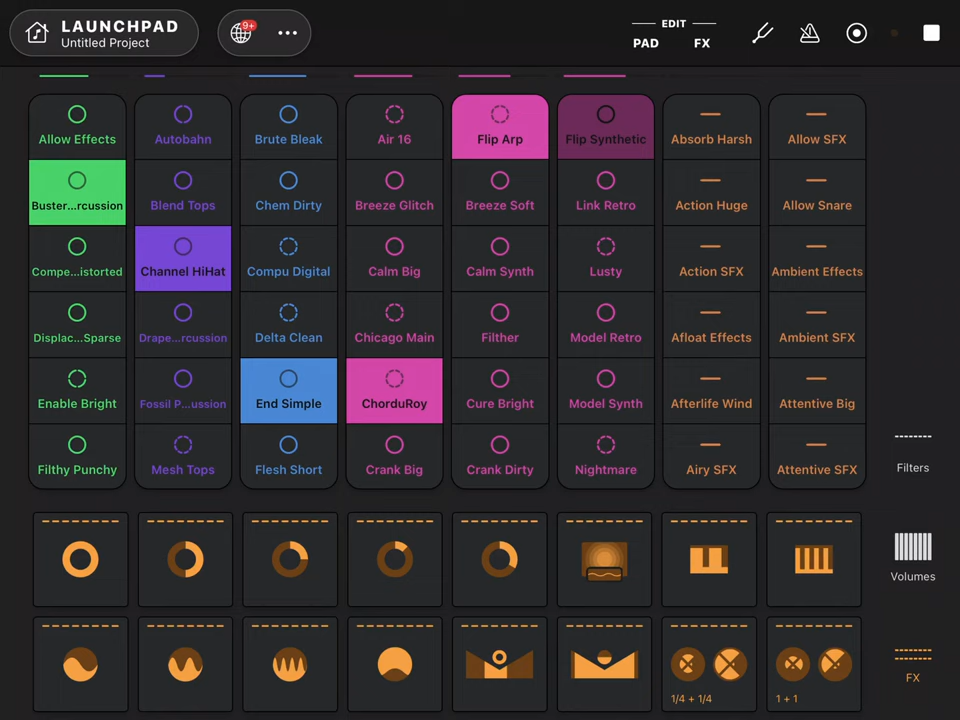 LAUNCHPAD
Untitled Project
9+
EDIT
PAD FX
Allow Effects Autobahn Brute Bleak Air 16 Flip Arp Flip Synthetic Absorb Harsh Allow SFX
Buster...rcussion Blend Tops Chem Dirty Breeze Glitch Breeze Soft Link Retro Action Huge Allow Snare
Compe...istorted Channel HiHat Compu Digital Calm Big Calm Synth Lusty Action SFX Ambient Effects
Displac...Sparse Drape...rcussion Delta Clean Chicago Main Filther Model Retro Afloat Effects Ambient SFX
Enable Bright Fossil P...ussion End Simple ChorduRoy Cure Bright Model Synth Afterlife Wind Attentive Big
Filthy Punchy Mesh Tops Flesh Short Crank Big Crank Dirty Nightmare Airy SFX Attentive SFX
Filters
Volumes
FX
1/4 + 1/4 1 + 1